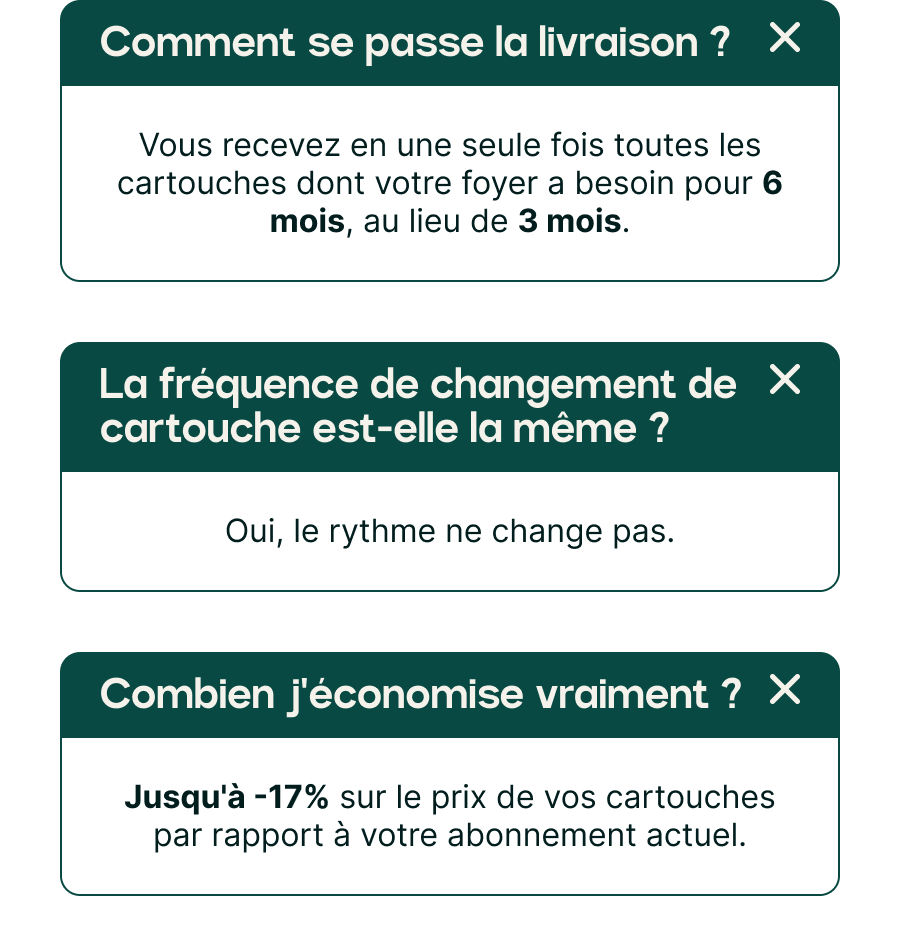 Comment se passe la livraison ?
Vous recevez en une seule fois toutes les
cartouches dont votre foyer a besoin pour 6
mois, au lieu de 3 mois.
La fréquence de changement de
cartouche est-elle la même ?
Oui, le rythme ne change pas.
Combien j'économise vraiment ?
Jusqu'à -17% sur le prix de vos cartouches
par rapport à votre abonnement actuel.